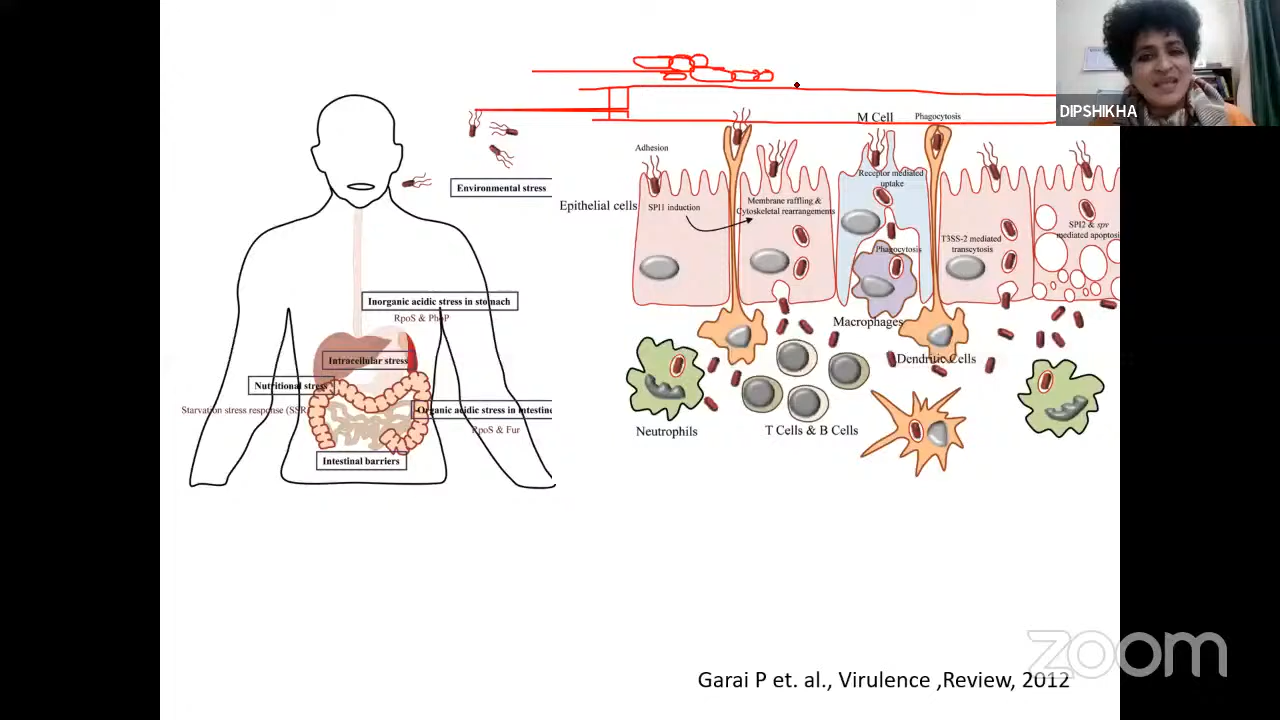 DIPSHIKHA
Environmental stress
Inorganic acidic stress in stomach
RpoS & PhoP
Intracellular stress
Nutritional stress
Starvation stress response (SSR
Organic acidic stress in intestine
RpoS & Fur
Intestinal barriers
Adhesion
M Cell
Phagocytosis
Epithelial cells
SPI1 induction
Membrane raffling &
Cytoskeletal rearrangements
Receptor mediated
uptake
Phagocytosis
T3SS-2 mediated
transcytosis
SPI2 & spv
mediated apoptosi
Macrophages
Dendritic Cells
Neutrophils
T Cells & B Cells
zoom
Garai P et. al., Virulence ,Review, 2012